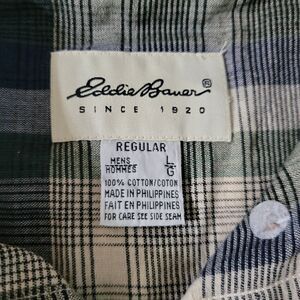 Eddie Bauer®
SINCE 1920
REGULAR
MENS L
HOMMES G
100% COTTON/COTON
MADE IN PHILIPPINES
FAIT EN PHILIPPINES
FOR CARE SEE SIDE SEAM